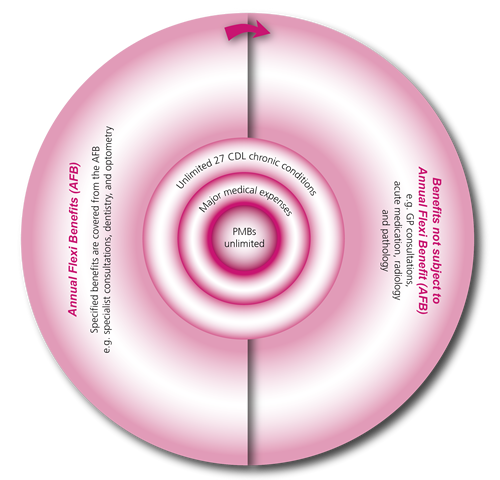 Annual Flexi Benefits (AFB)
Specified benefits are covered from the AFB
e.g. specialist consultations, dentistry, and optometry
Unlimited 27 CDL chronic conditions
Major medical expenses
PMBs
unlimited
Benefits not subject to
Annual Flexi Benefit (AFB)
e.g. GP consultations,
acute medication, radiology
and pathology